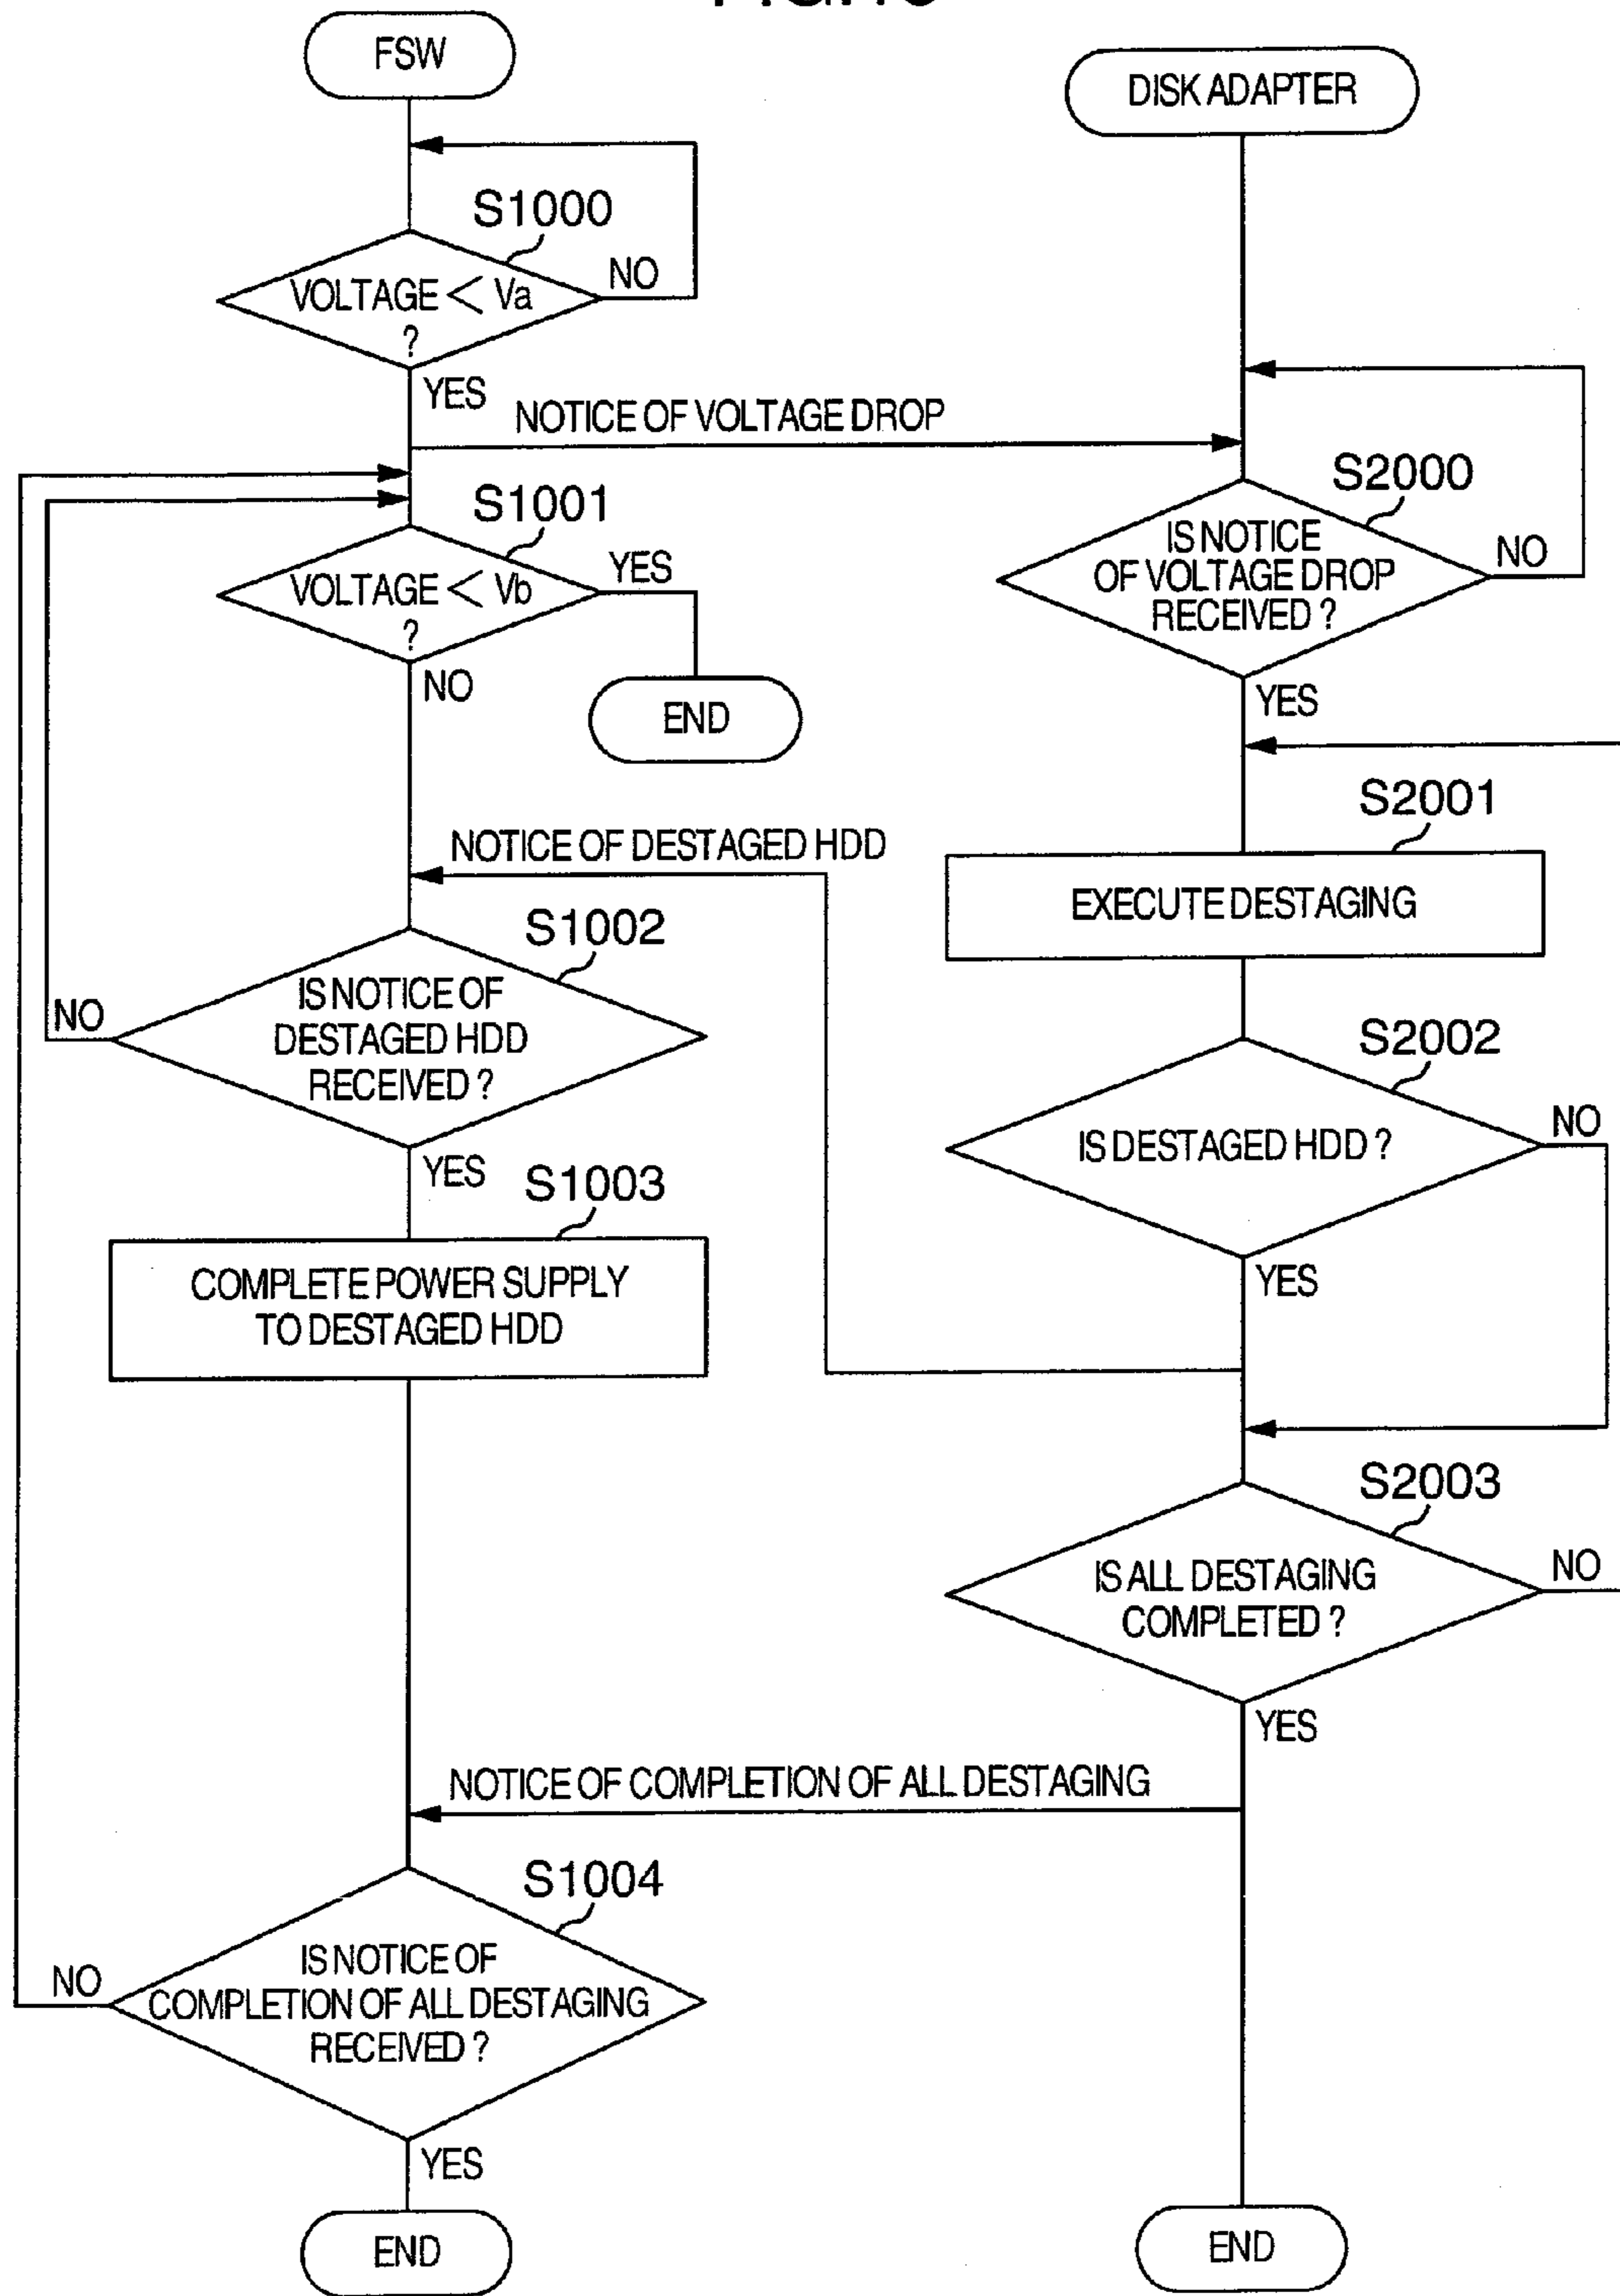 FSW
DISK ADAPTER
S1000
VOLTAGE < Va
?
NO
YES
NOTICE OF VOLTAGE DROP
S1001
VOLTAGE < Vb
?
YES
NO
END
S2000
IS NOTICE
OF VOLTAGE DROP
RECEIVED ?
NO
YES
S2001
EXECUTE DESTAGING
NOTICE OF DESTAGED HDD
S1002
IS NOTICE OF
DESTAGED HDD
RECEIVED ?
NO
YES
S2002
IS DESTAGED HDD ?
NO
YES
S1003
COMPLETE POWER SUPPLY
TO DESTAGED HDD
S2003
IS ALL DESTAGING
COMPLETED ?
NO
YES
NOTICE OF COMPLETION OF ALL DESTAGING
S1004
IS NOTICE OF
COMPLETION OF ALL DESTAGING
RECEIVED ?
NO
YES
END
END